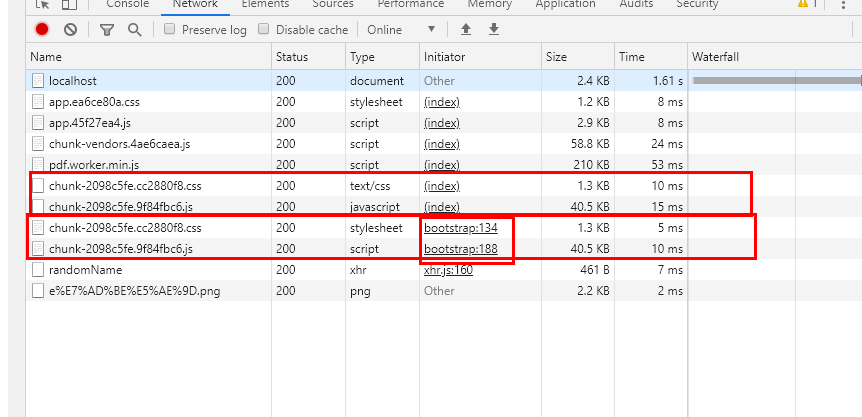 Console Network Elements Sources Performance Memory Application Audits Security 1
Preserve log Disable cache Online
Name Status Type Initiator Size Time Waterfall
localhost 200 document Other 2.4 KB 1.61 s
app.ea6ce80a.css 200 stylesheet (index) 1.2 KB 8 ms
app.45f27ea4.js 200 script (index) 2.9 KB 8 ms
chunk-vendors.4ae6caea.js 200 script (index) 58.8 KB 24 ms
pdf.worker.min.js 200 script (index) 210 KB 53 ms
chunk-2098c5fe.cc2880f8.css 200 text/css (index) 1.3 KB 10 ms
chunk-2098c5fe.9f84fbc6.js 200 javascript (index) 40.5 KB 15 ms
chunk-2098c5fe.cc2880f8.css 200 stylesheet bootstrap:134 1.3 KB 5 ms
chunk-2098c5fe.9f84fbc6.js 200 script bootstrap:188 40.5 KB 10 ms
randomName 200 xhr xhr.js:160 461 B 7 ms
e%E7%AD%BE%E5%AE%9D.png 200 png Other 2.2 KB 2 ms